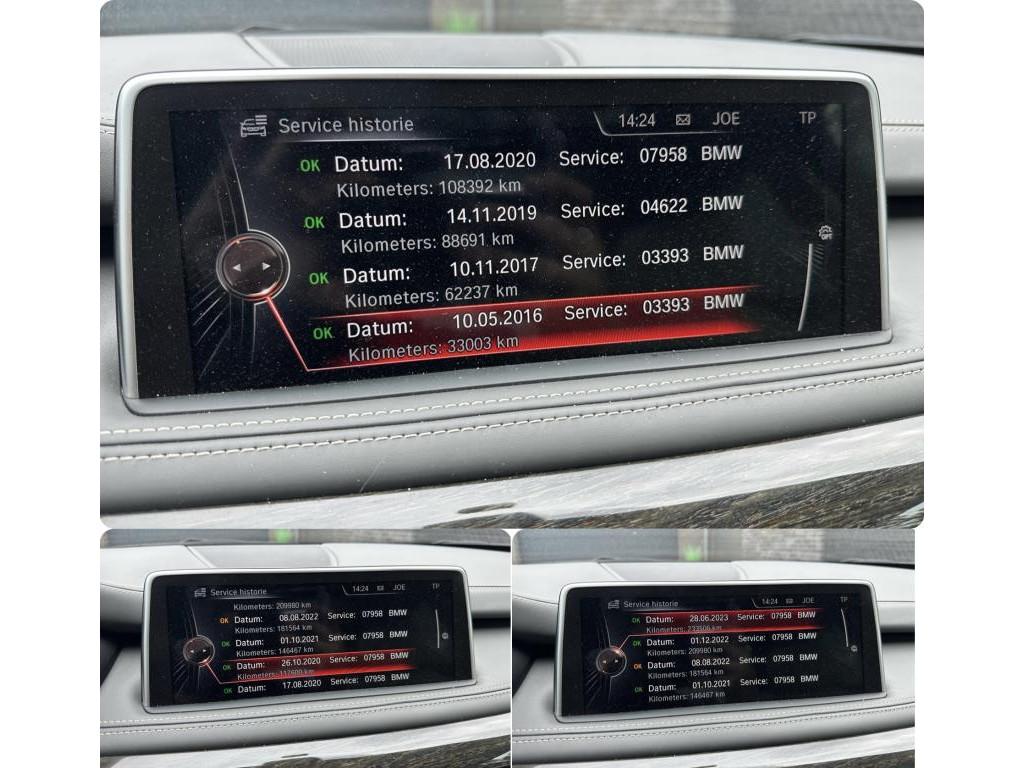 Service historie 14:24 JOE TP
OK Datum: 17.08.2020 Service: 07958 BMW
Kilometers: 108392 km
OK Datum: 14.11.2019 Service: 04622 BMW
Kilometers: 88691 km
OK Datum: 10.11.2017 Service: 03393 BMW
Kilometers: 62237 km
OK Datum: 10.05.2016 Service: 03393 BMW
Kilometers: 33003 km
Service historie 14:24 JOE TP
Kilometers: 209980 km
OK Datum: 08.08.2022 Service: 07958 BMW
Kilometers: 181564 km
OK Datum: 01.10.2021 Service: 07958 BMW
Kilometers: 146467 km
OK Datum: 26.10.2020 Service: 07958 BMW
Kilometers: km
OK Datum: 17.08.2020 Service: 07958 BMW
Service historie 14:24 JOE TP
OK Datum: 28.06.2023 Service: 07958 BMW
Kilometers: km
OK Datum: 01.12.2022 Service: 07958 BMW
Kilometers: 209980 km
OK Datum: 08.08.2022 Service: 07958 BMW
Kilometers: 181564 km
OK Datum: 01.10.2021 Service: 07958 BMW
Kilometers: 146467 km